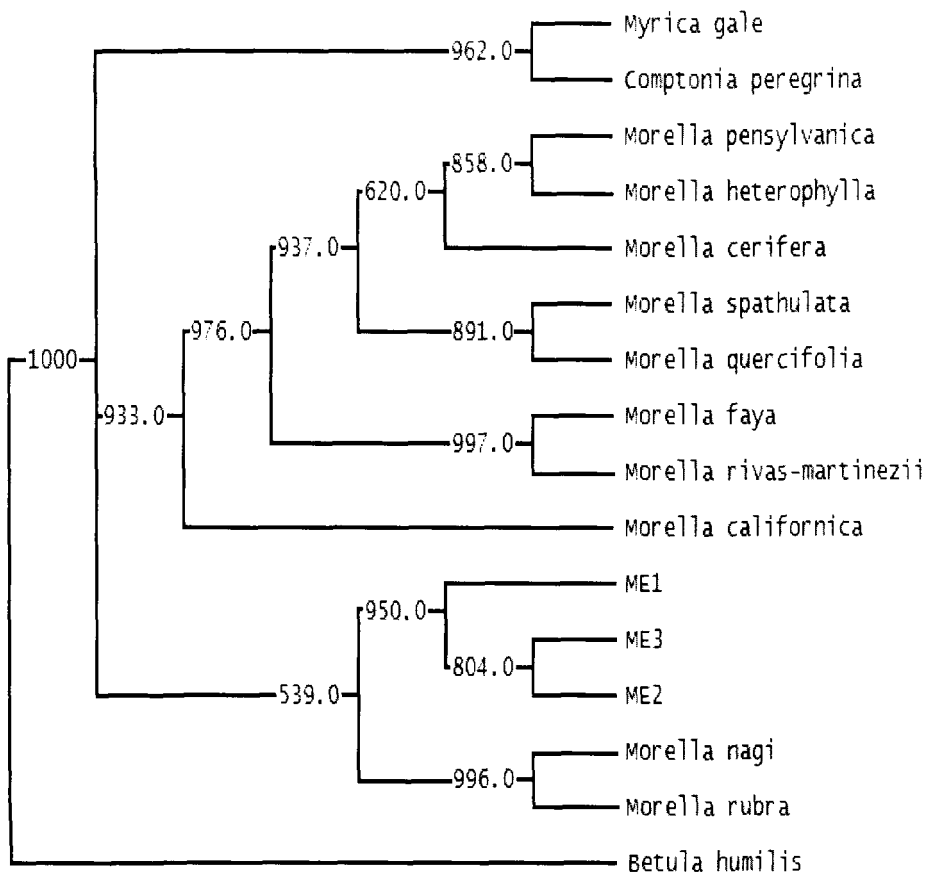 962.0
Myrica gale
Comptonia peregrina
858.0
Morella pensylvanica
620.0
Morella heterophylla
937.0
Morella cerifera
976.0
891.0
Morella spathulata
1000
Morella quercifolia
933.0
Morella faya
997.0
Morella rivas-martinezii
Morella californica
950.0
ME1
804.0
ME3
539.0
ME2
996.0
Morella nagi
Morella rubra
Betula humilis